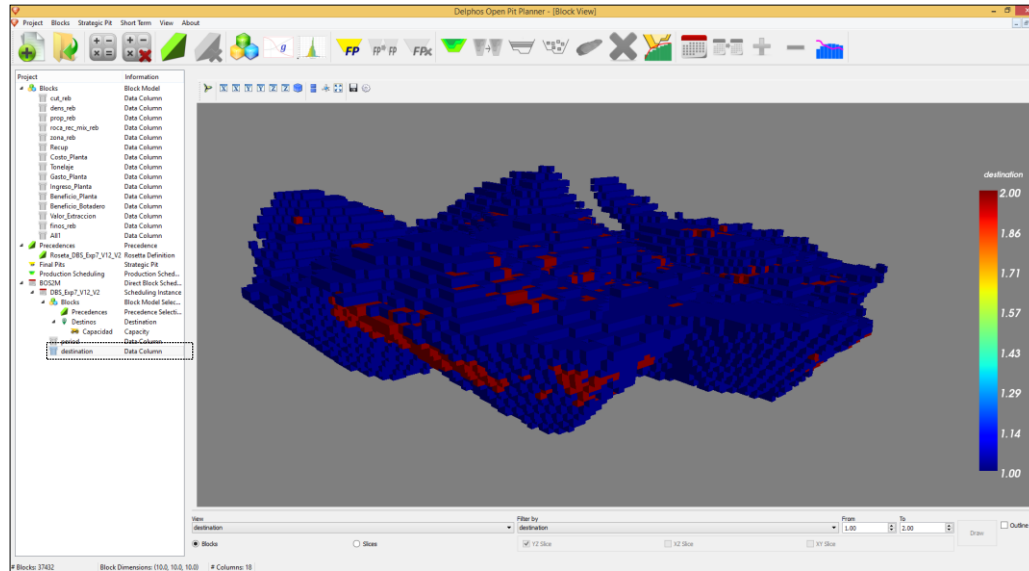 Delphos Open Pit Planner - [Block View]
Project Blocks Strategic Pit Short Term View About
g FP FP* FP FPx
Project Information
Blocks Block Model
cut_reb Data Column
dens_reb Data Column
prop_reb Data Column
roca_rec_mix_reb Data Column
zona_reb Data Column
Recup Data Column
Costo_Planta Data Column
Tonelaje Data Column
Gasto_Planta Data Column
Ingreso_Planta Data Column
Beneficio_Planta Data Column
Beneficio_Botadero Data Column
Valor_Extraccion Data Column
finos_reb Data Column
Data Column
Precedences Precedence
Roseta_DBS_Exp7_V12_V2 Rosetta Definition
Final Pits Strategic Pit
Production Scheduling Production Sched...
BOS2M Direct Block Sched...
DBS_Exp7_V12_V2 Scheduling Instance
Blocks Block Model Selec...
Precedences Precedence Selecti...
Destinos Destination
Capacidad Capacity
period Data Column
destination Data Column
X X Y Y Z Z
destination
2.00
1.86
1.71
1.57
1.43
1.29
1.14
1.00
View Filter by From To
destination destination 1.00 2.00 Draw Outline
Blocks Slices YZ Slice XZ Slice XY Slice
# Blocks: 37432 Block Dimensions: (10.0, 10.0, 10.0) # Columns: 18